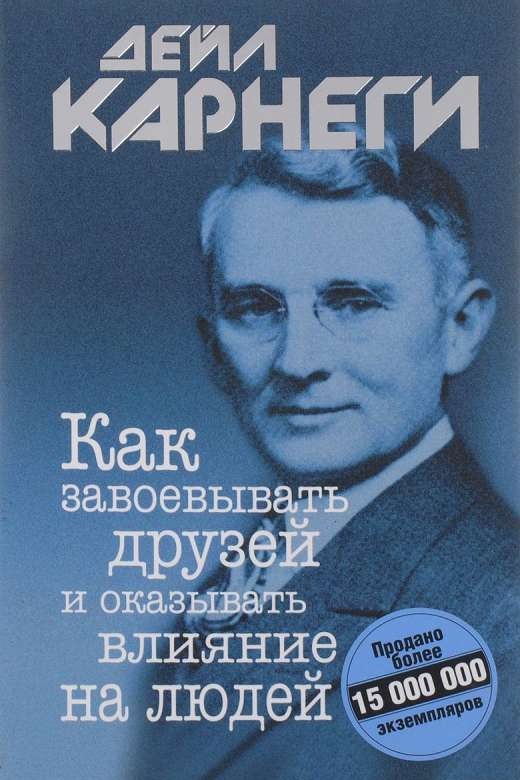 ДЕЙЛ
КАРНЕГИ
Как
завоевывать
друзей
и оказывать
влияние
на людей
Продано
более
15 000 000
экземпляров